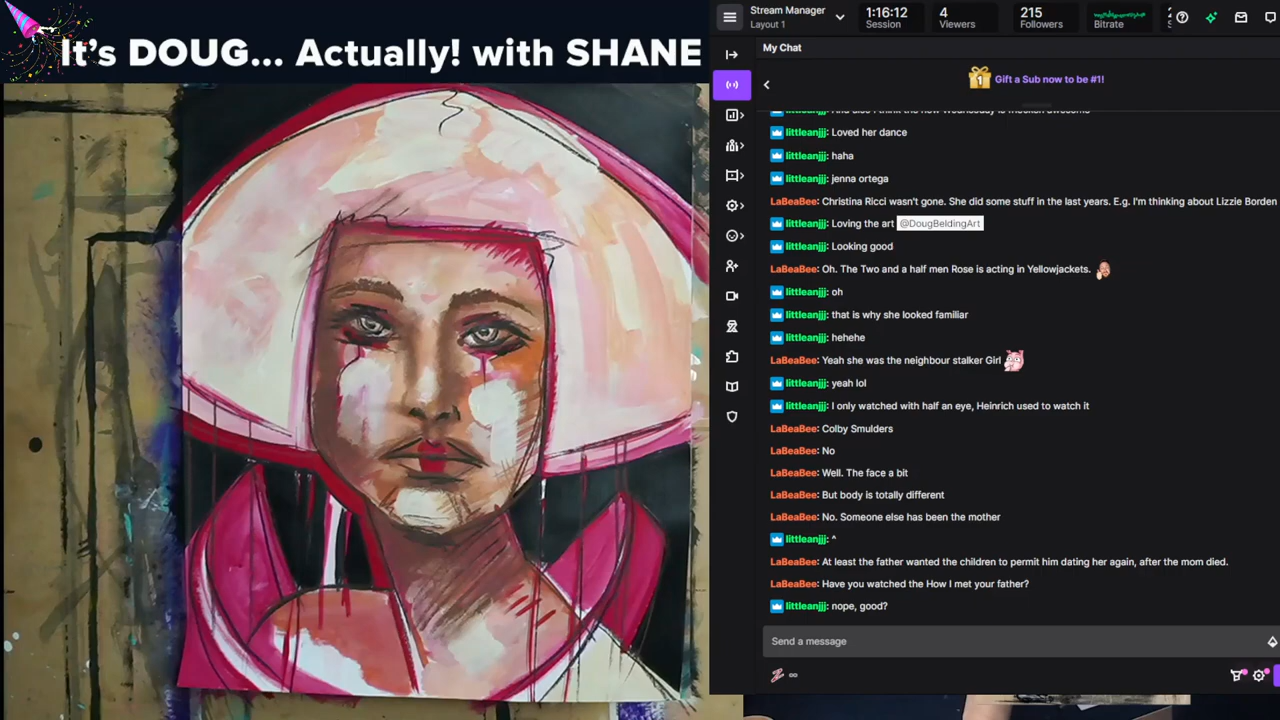 It's DOUG... Actually! with SHANE
Stream Manager
Layout 1
1:16:12
Session
4
Viewers
215
Followers
Bitrate
My Chat
1
Gift a Sub now to be #1!
littleanjjj: Loved her dance
littleanjjj: haha
littleanjjj: jenna ortega
LaBeaBee: Christina Ricci wasn't gone. She did some stuff in the last years. E.g. I'm thinking about Lizzie Borden
littleanjjj: Loving the art @DougBeldingArt
littleanjjj: Looking good
LaBeaBee: Oh. The Two and a half men Rose is acting in Yellowjackets.
littleanjjj: oh
littleanjjj: that is why she looked familiar
littleanjjj: hehehe
LaBeaBee: Yeah she was the neighbour stalker Girl
littleanjjj: yeah lol
littleanjjj: I only watched with half an eye, Heinrich used to watch it
LaBeaBee: Colby Smulders
LaBeaBee: No
LaBeaBee: Well. The face a bit
LaBeaBee: But body is totally different
LaBeaBee: No. Someone else has been the mother
littleanjjj: ^
LaBeaBee: At least the father wanted the children to permit him dating her again, after the mom died.
LaBeaBee: Have you watched the How I met your father?
littleanjjj: nope, good?
Send a message
∞